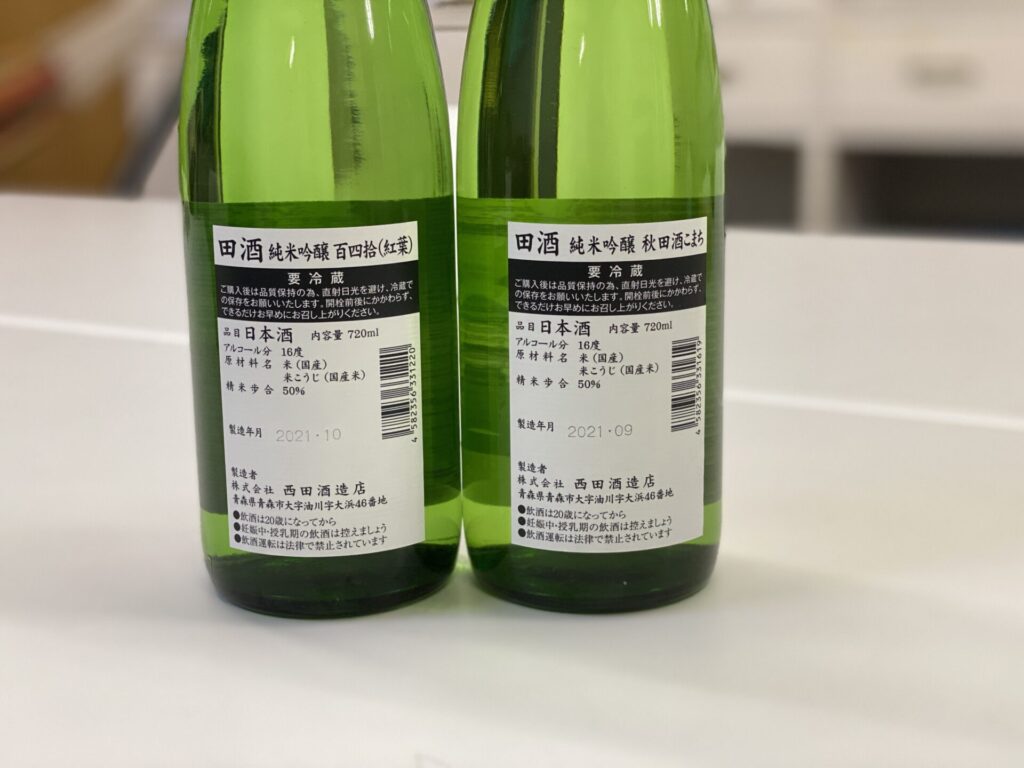 田酒 純米吟醸 百四拾(紅葉)
要冷蔵
ご購入後は品質保持の為、直射日光を避け、冷蔵で
の保存をお願いいたします。開栓前後にかかわらず、
できるだけお早めにお召し上がりください。
品目 日本酒 内容量 720ml
アルコール分 16度
原材料名 米(国産)
米こうじ(国産米)
精米歩合 50%
4 582356 331220
製造年月 2021・10
製造者
株式会社 西田酒造店
青森県青森市大字油川字大浜46番地
●飲酒は20歳になってから
●妊娠中・授乳期の飲酒は控えましょう
●飲酒運転は法律で禁止されています
田酒 純米吟醸 秋田酒こまち
要冷蔵
ご購入後は品質保持の為、直射日光を避け、冷蔵で
の保存をお願いいたします。開栓前後にかかわらず、
できるだけお早めにお召し上がりください。
品目 日本酒 内容量 720ml
アルコール分 16度
原材料名 米(国産)
米こうじ(国産米)
精米歩合 50%
4 582356 331619
製造年月 2021・09
製造者
株式会社 西田酒造店
青森県青森市大字油川字大浜46番地
●飲酒は20歳になってから
●妊娠中・授乳期の飲酒は控えましょう
●飲酒運転は法律で禁止されています